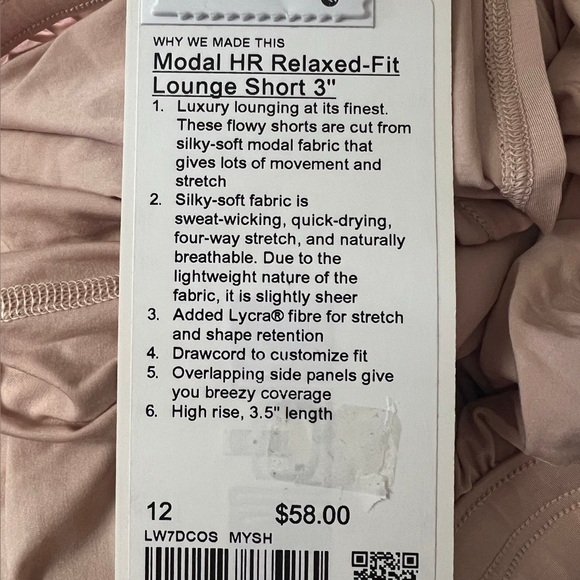 WHY WE MADE THIS
Modal HR Relaxed-Fit
Lounge Short 3"
1. Luxury lounging at its finest.
These flowy shorts are cut from
silky-soft modal fabric that
gives lots of movement and
stretch
2. Silky-soft fabric is
sweat-wicking, quick-drying,
four-way stretch, and naturally
breathable. Due to the
lightweight nature of the
fabric, it is slightly sheer
3. Added Lycra® fibre for stretch
and shape retention
4. Drawcord to customize fit
5. Overlapping side panels give
you breezy coverage
6. High rise, 3.5" length
12 $58.00
LW7DCOS MYSH